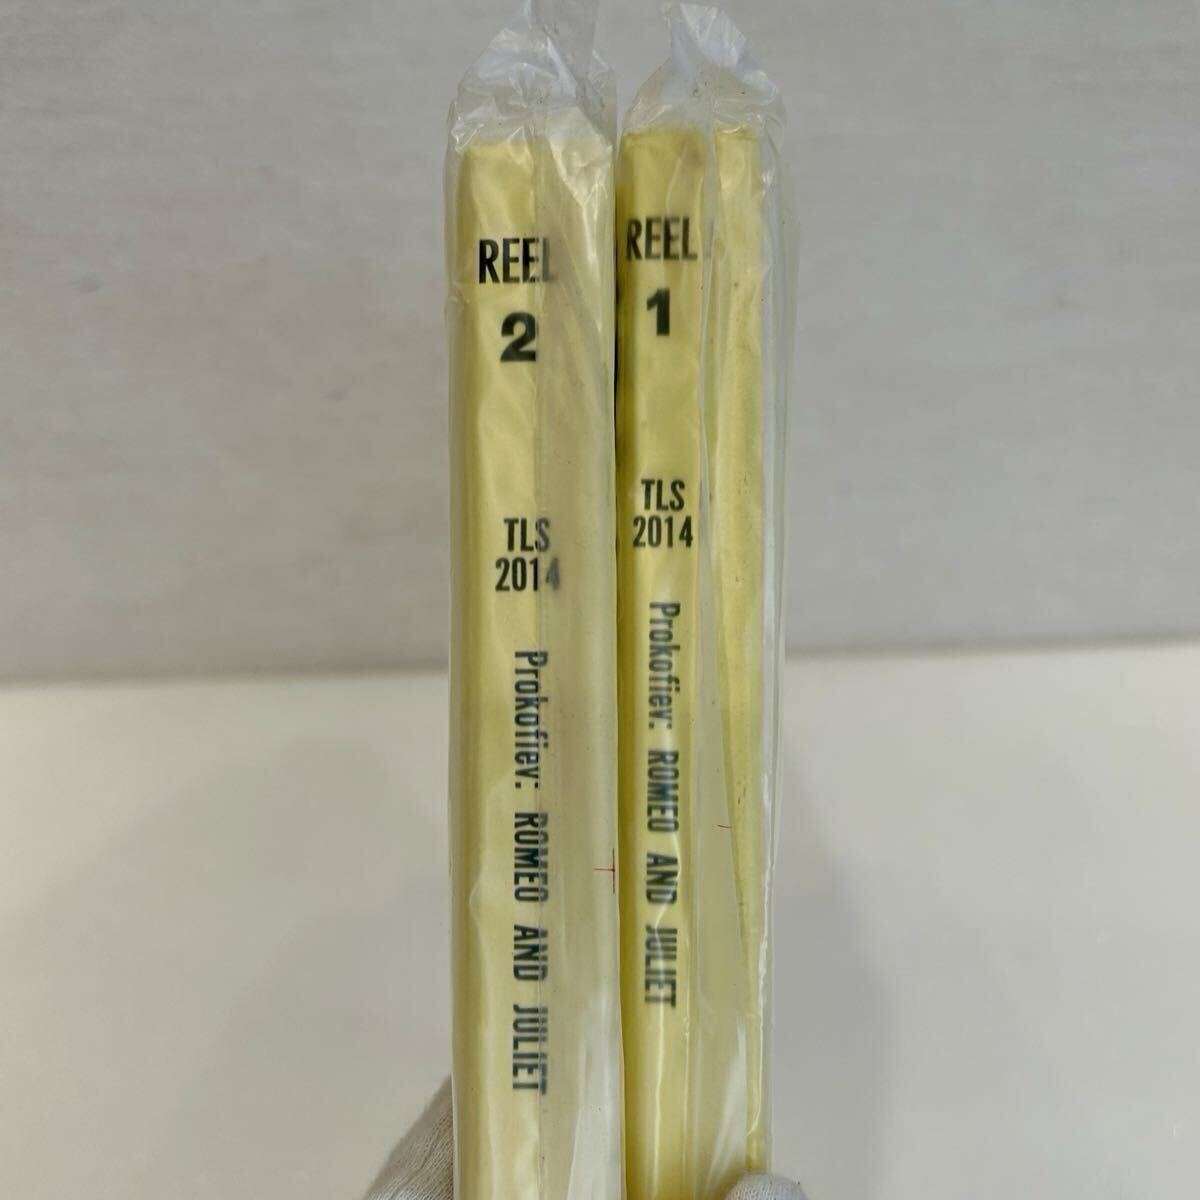 REEL
2
TLS
2014
Prokofiev: ROMEO AND JULIET
REEL
1
TLS
2014
Prokofiev: ROMEO AND JULIET